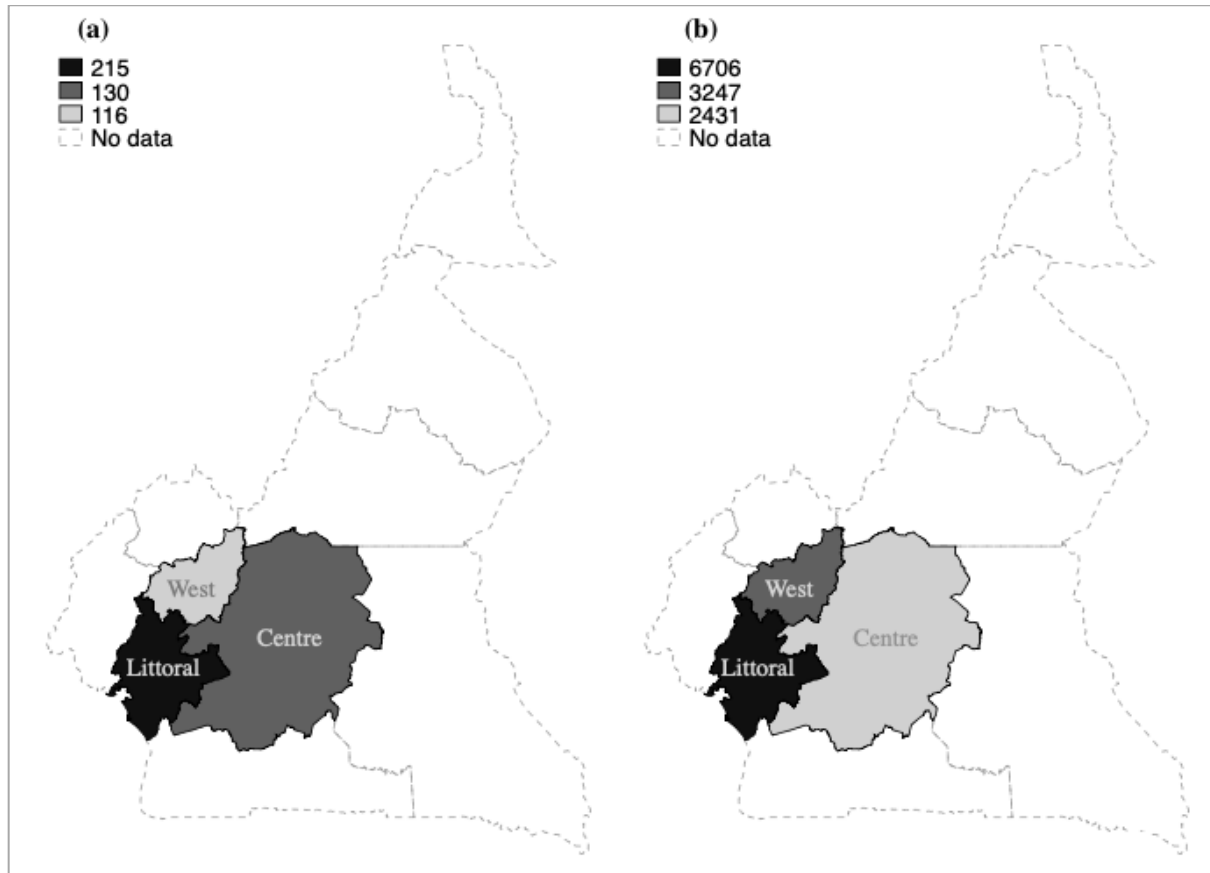 (a)
215
130
116
No data
West
Centre
Littoral
(b)
6706
3247
2431
No data
West
Centre
Littoral